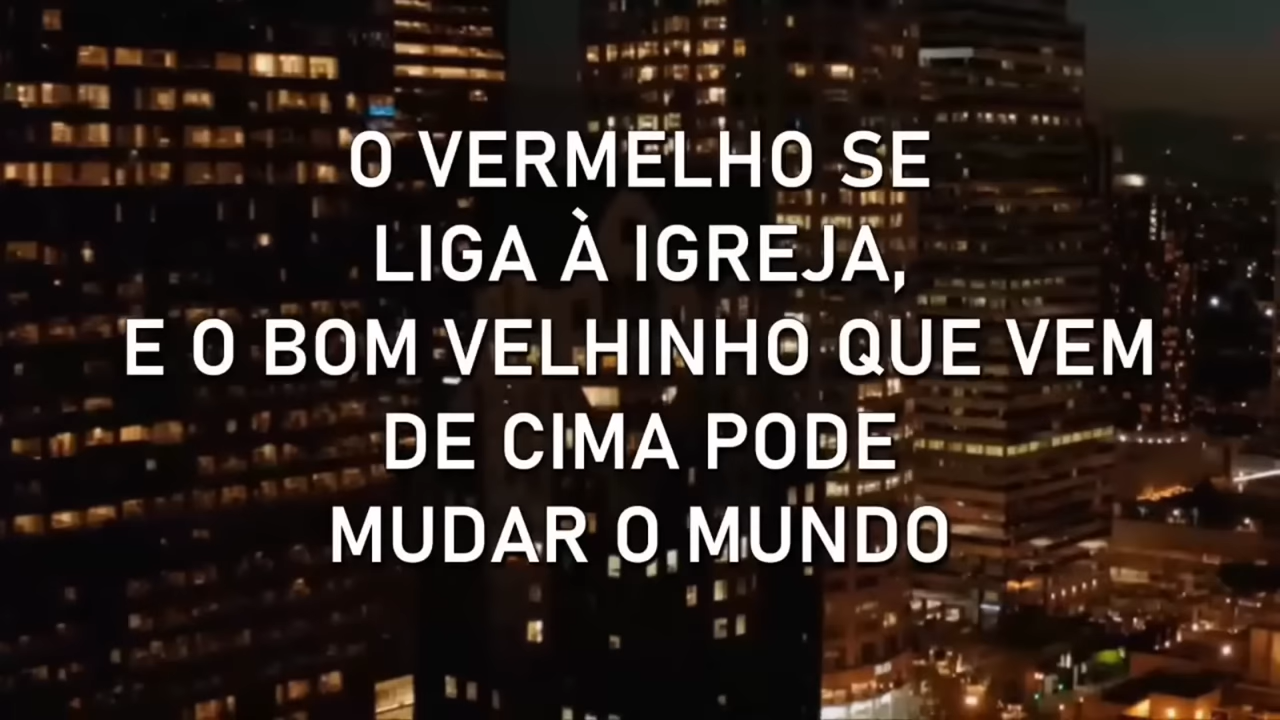 O VERMELHO SE
LIGA À IGREJA,
E O BOM VELHINHO QUE VEM
DE CIMA PODE
MUDAR O MUNDO